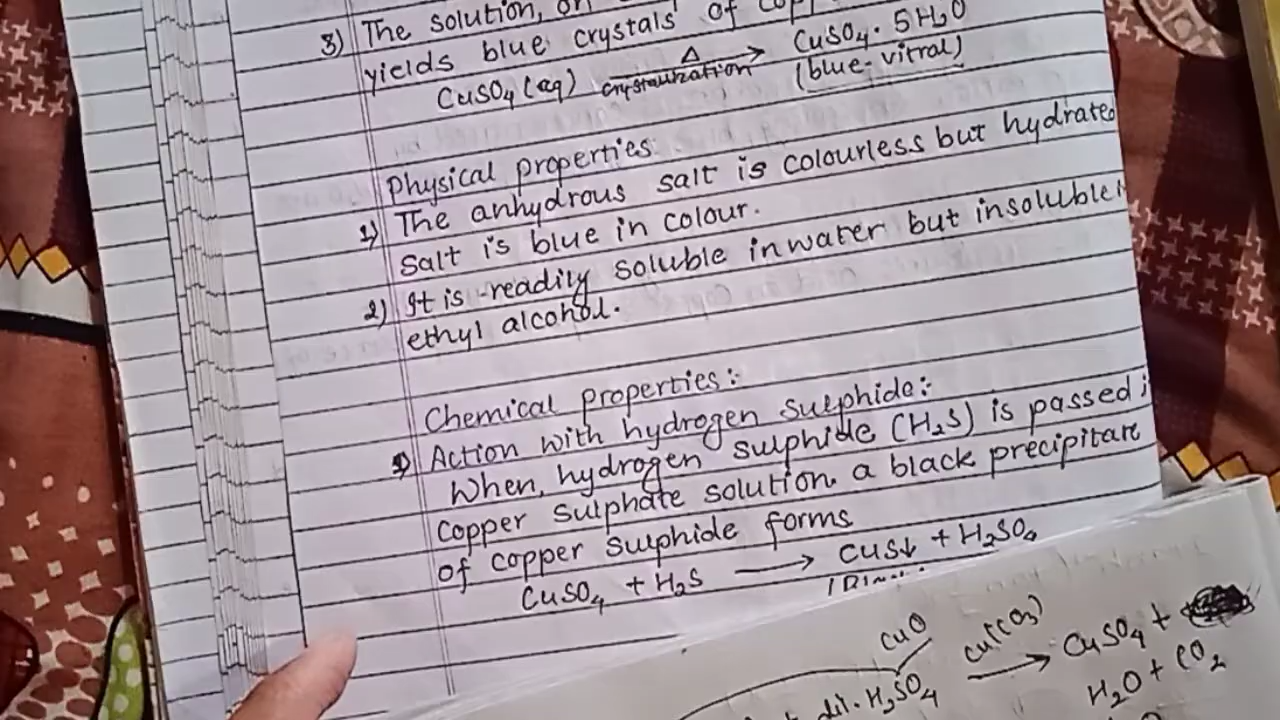 3) The solution, on
yields blue crystals of cop
CuSO4 (aq) crystallization Δ → CuSO4 . 5H2O
(blue-vitral)
Physical properties:
1) The anhydrous salt is colourless but hydrated
salt is blue in colour.
2) It is readily soluble in water but insoluble i
ethyl alcohol.
Chemical properties:-
1) Action with hydrogen sulphide:-
When, hydrogen sulphide (H2S) is passed i
copper sulphate solution a black precipitate
of copper sulphide forms
CuSO4 + H2S → CuS↓ + H2SO4
CuO
dil. H2SO4 Cu(CO3) → CuSO4 +
H2O + CO2